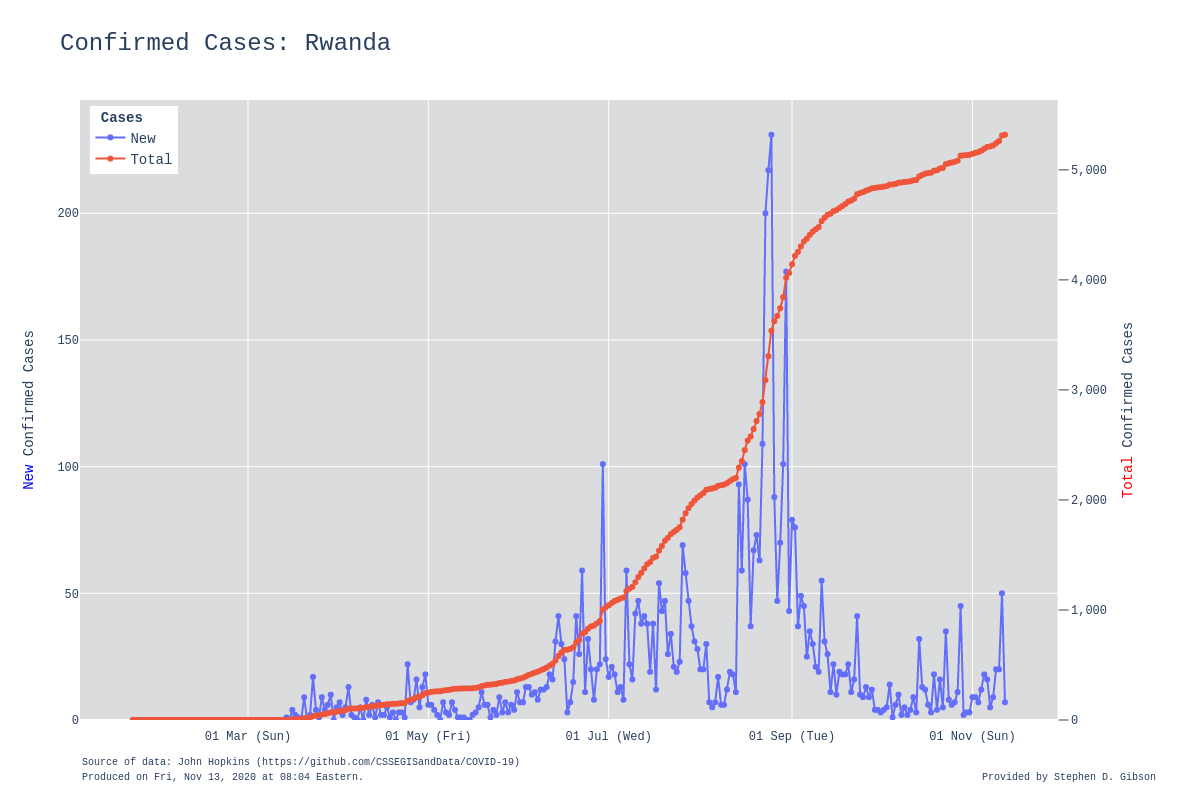 Confirmed Cases: Rwanda
Cases
New
Total
New Confirmed Cases
200
150
100
50
0
5,000
4,000
3,000
2,000
1,000
0
Total Confirmed Cases
01 Mar (Sun)
01 May (Fri)
01 Jul (Wed)
01 Sep (Tue)
01 Nov (Sun)
Source of data: John Hopkins (https://github.com/CSSEGISandData/COVID-19)
Produced on Fri, Nov 13, 2020 at 08:04 Eastern.
Provided by Stephen D. Gibson